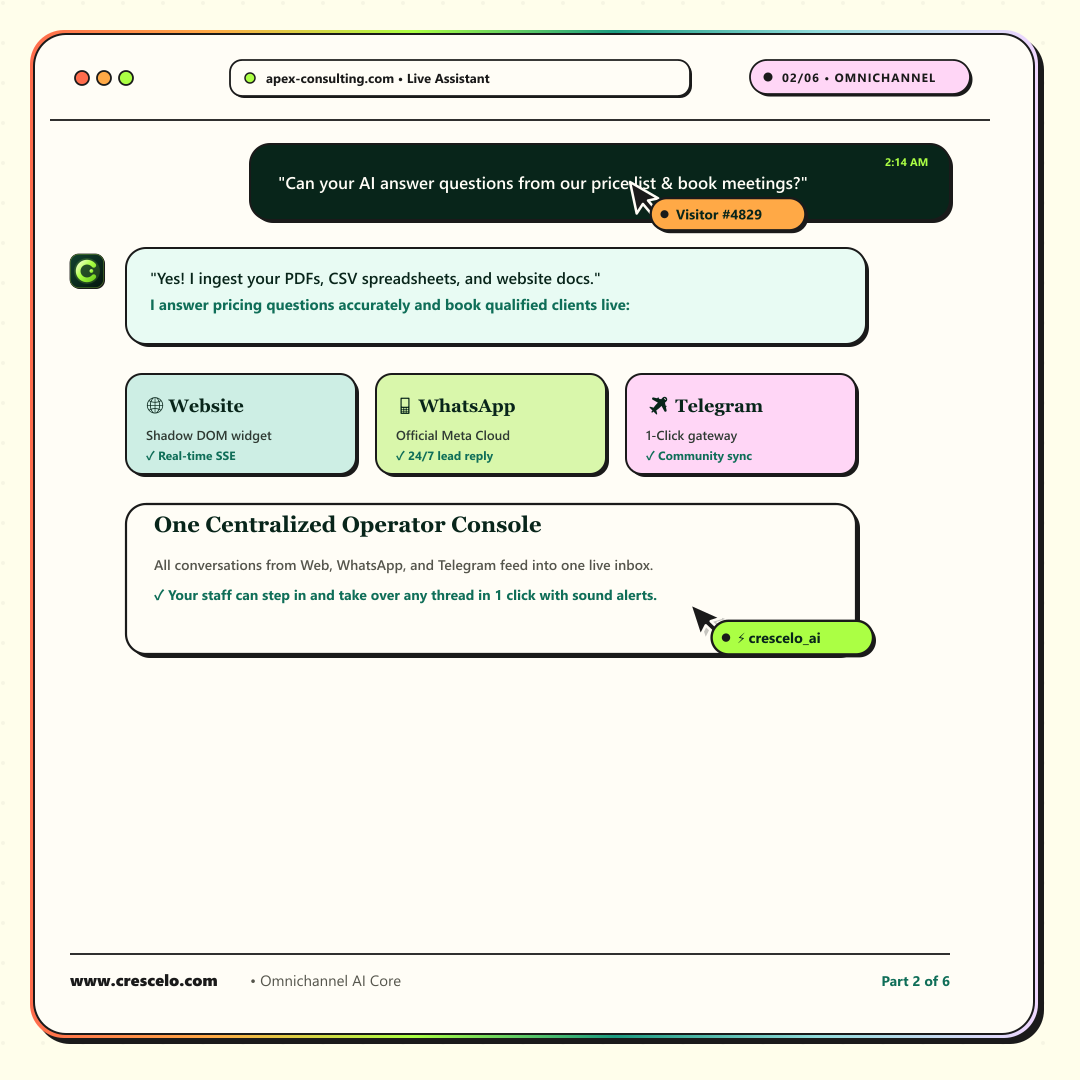 apex-consulting.com • Live Assistant
02/06 • OMNICHANNEL
2:14 AM
"Can your AI answer questions from our price list & book meetings?"
Visitor #4829
"Yes! I ingest your PDFs, CSV spreadsheets, and website docs."
I answer pricing questions accurately and book qualified clients live:
Website
Shadow DOM widget
✓ Real-time SSE
WhatsApp
Official Meta Cloud
✓ 24/7 lead reply
Telegram
1-Click gateway
✓ Community sync
One Centralized Operator Console
All conversations from Web, WhatsApp, and Telegram feed into one live inbox.
✓ Your staff can step in and take over any thread in 1 click with sound alerts.
⚡ crescelo_ai
www.crescelo.com • Omnichannel AI Core
Part 2 of 6